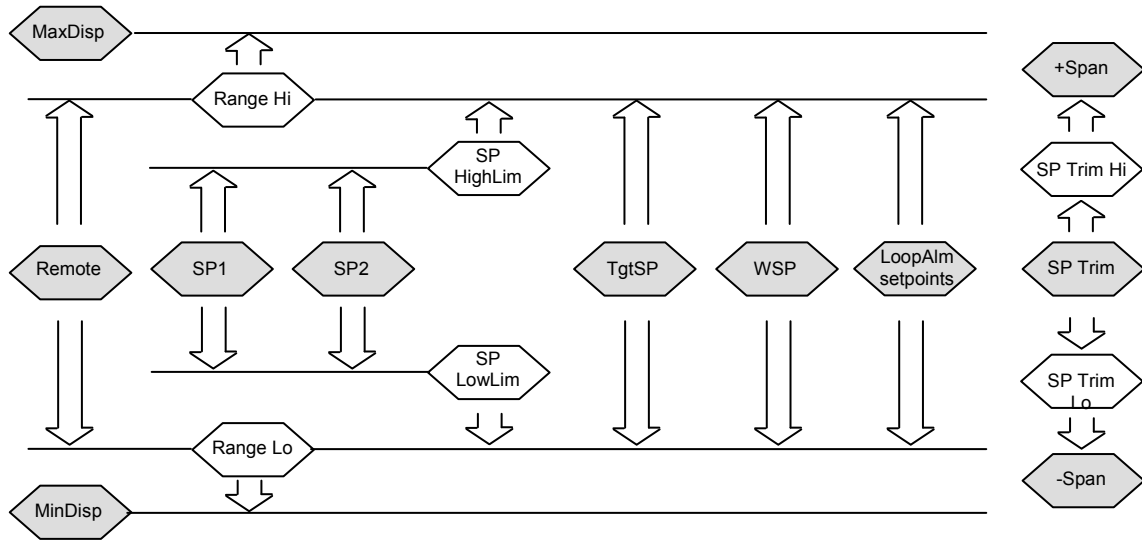 MaxDisp
+Span
Range Hi
SP
HighLim
SP Trim Hi
Remote
SP1
SP2
TgtSP
WSP
LoopAlm
setpoints
SP Trim
SP
LowLim
SP Trim
Lo
Range Lo
-Span
MinDisp